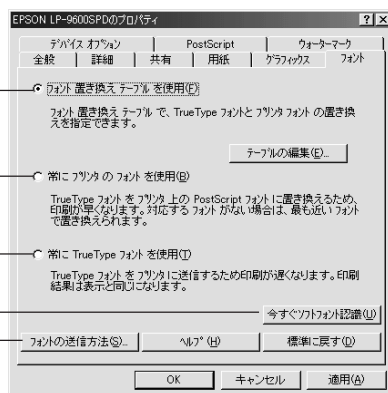 EPSON LP-9600SPDのプロパティ
デバイス オプション PostScript ウォーターマーク
全般 詳細 共有 用紙 グラフィックス フォント
フォント置き換え テーブル を使用(F)
フォント置き換え テーブル で、TrueType フォントとプリンタ フォント の置き換
えを指定できます。
テーブルの編集(E)...
常に プリンタ の フォント を使用(B)
TrueType フォント を プリンタ 上の PostScript フォントに置き換えるため、
印刷が早くなります。対応する フォント がない場合は、最も近い フォント
で置き換えられます。
常に TrueType フォント を使用(T)
TrueType フォント を プリンタ に送信するため印刷が遅くなります。印刷
結果は表示と同じになります。
今すぐソフトフォント認識(U)
フォントの送信方法(S)... ヘルプ(H) 標準に戻す(D)
OK キャンセル 適用(A)